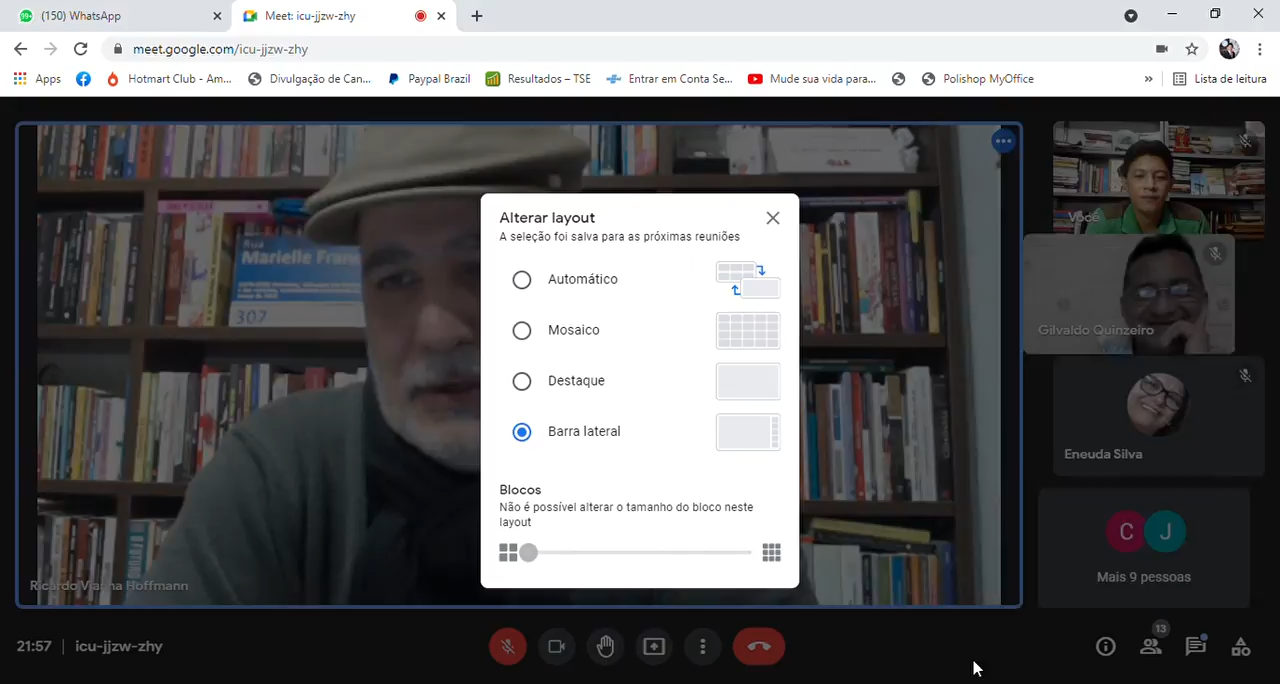 99+
(150) WhatsApp
Meet: icu-jjzw-zhy
meet.google.com/icu-jjzw-zhy
Apps
Hotmart Club - Am...
Divulgação de Can...
Paypal Brazil
Resultados – TSE
Entrar em Conta Se...
Mude sua vida para...
Polishop MyOffice
»
Lista de leitura
Marielle Fran
307
Alterar layout
A seleção foi salva para as próximas reuniões
Automático
Mosaico
Destaque
Barra lateral
Blocos
Não é possível alterar o tamanho do bloco neste
layout
Você
Gilvaldo Quinzeiro
Eneuda Silva
C
J
Mais 9 pessoas
Ricardo Vianna Hoffmann
21:57 | icu-jjzw-zhy
13